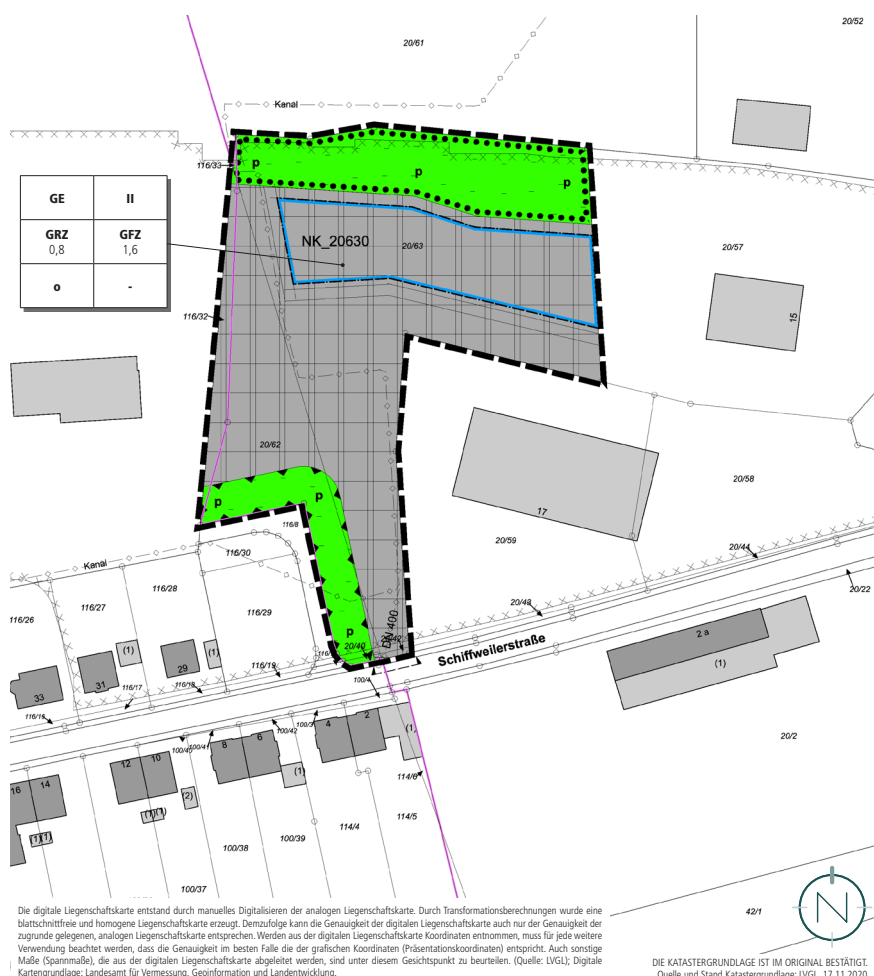 20/61
20/52
Kanal
116/33
p
p
p
GE II
GRZ GFZ
0,8 1,6
o -
NK_20630
20/63
20/57
15
116/32
20/62
20/58
p
p
17
116/8
20/59
20/44
Kanal
116/30
20/22
116/28
116/27
116/26
116/29
20/43
DN400
p
2 a
(1)
(1)
(1)
20/40
Schiffweilerstraße
29
31
33
116/19
116/18
116/17
116/16
100/4
(1)
20/2
2
4
100/3
100/42
6
8
100/41
100/40
10
12
(1)
114/6
14
16
(2)
114/5
114/4
100/39
100/38
100/37
42/1
N
Die digitale Liegenschaftskarte entstand durch manuelles Digitalisieren der analogen Liegenschaftskarte. Durch Transformationsberechnungen wurde eine
blattschnittfreie und homogene Liegenschaftskarte erzeugt. Demzufolge kann die Genauigkeit der digitalen Liegenschaftskarte auch nur der Genauigkeit der
zugrunde gelegenen, analogen Liegenschaftskarte entsprechen. Werden aus der digitalen Liegenschaftskarte Koordinaten entnommen, muss für jede weitere
Verwendung beachtet werden, dass die Genauigkeit im besten Falle die der grafischen Koordinaten (Präsentationskoordinaten) entspricht. Auch sonstige
Maße (Spannmaße), die aus der digitalen Liegenschaftskarte abgeleitet werden, sind unter diesem Gesichtspunkt zu beurteilen. (Quelle: LVGL); Digitale
Kartengrundlage: Landesamt für Vermessung, Geoinformation und Landentwicklung.
DIE KATASTERGRUNDLAGE IST IM ORIGINAL BESTÄTIGT.
Quelle und Stand Katastergrundlage: LVGL, 17.11.2020